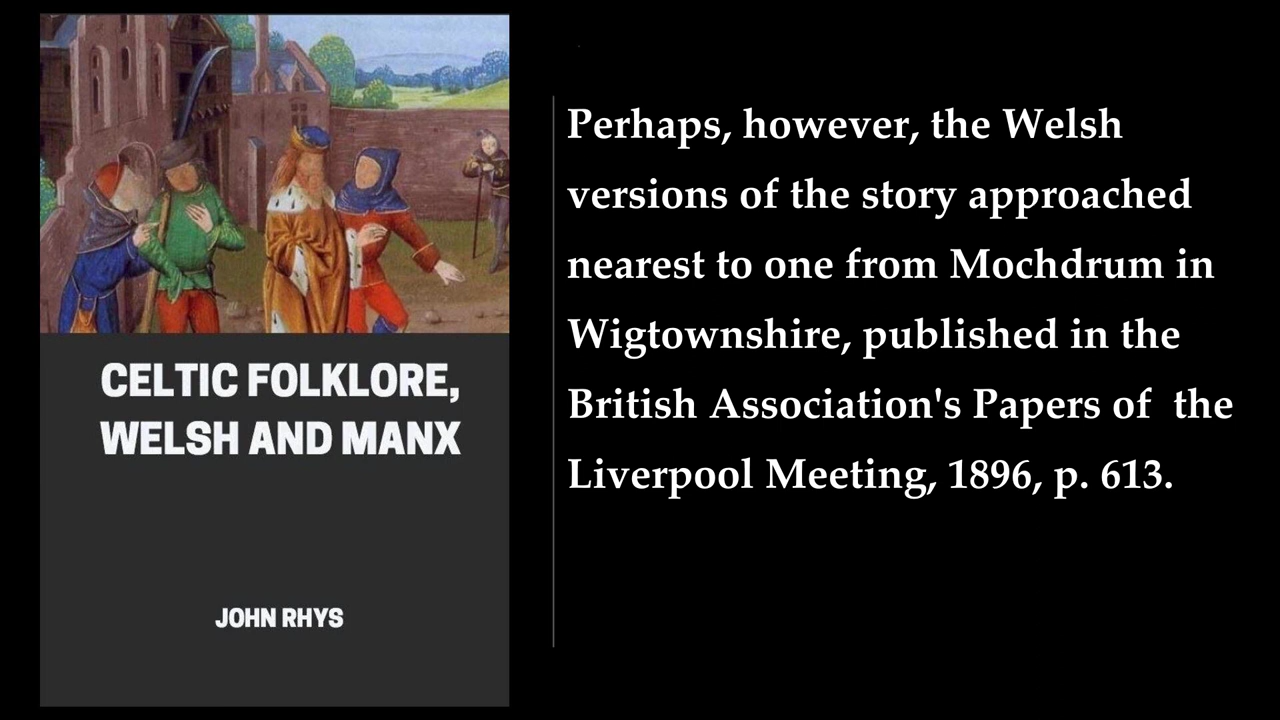 CELTIC FOLKLORE,
WELSH AND MANX
JOHN RHYS
Perhaps, however, the Welsh
versions of the story approached
nearest to one from Mochdrum in
Wigtownshire, published in the
British Association's Papers of  the
Liverpool Meeting, 1896, p. 613.